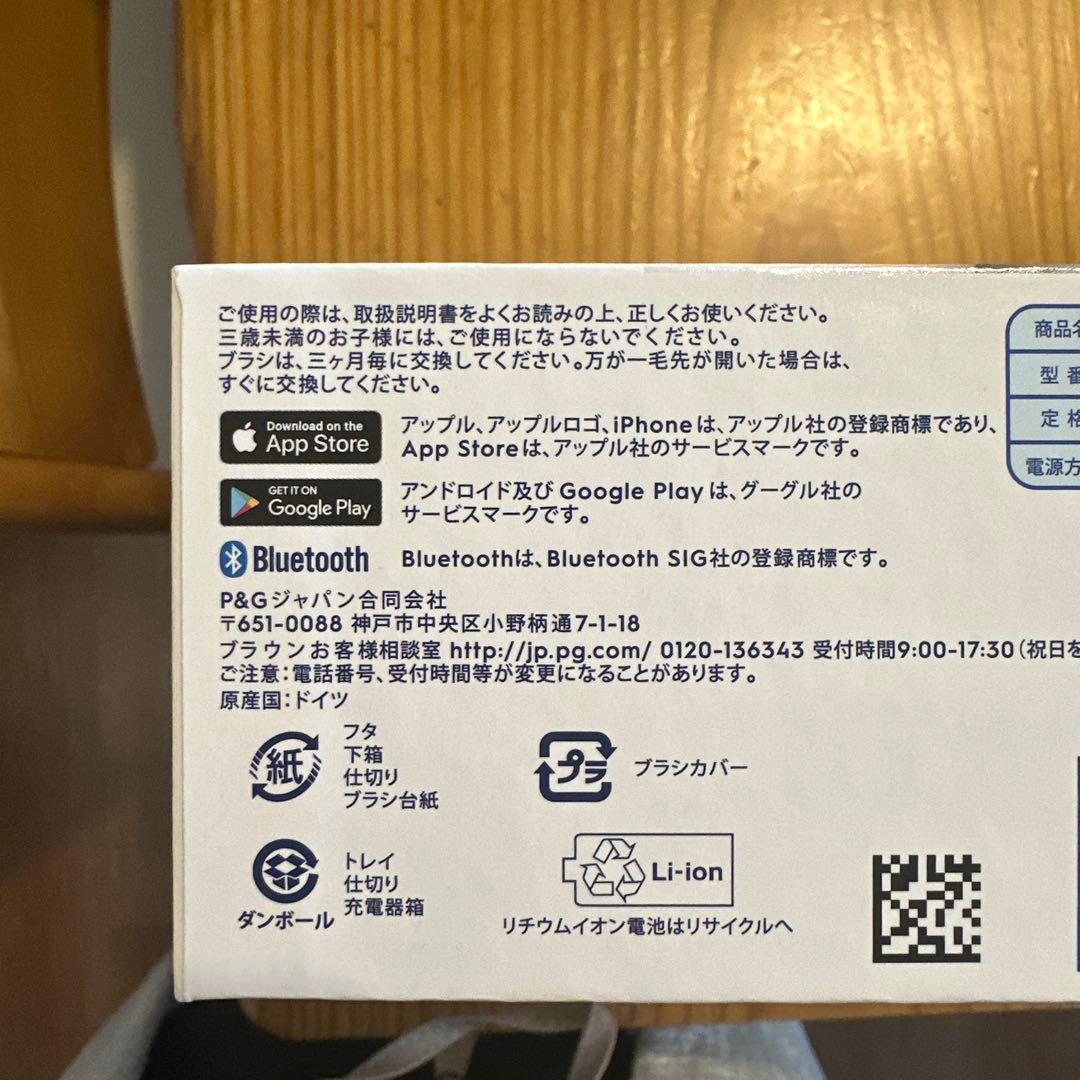 ご使用の際は、取扱説明書をよくお読みの上、正しくお使いください。
三歳未満のお子様には、ご使用にならないでください。
ブラシは、三ヶ月毎に交換してください。万が一毛先が開いた場合は、
すぐに交換してください。
Download on the
App Store
アップル、アップルロゴ、iPhoneは、アップル社の登録商標であり、
App Storeは、アップル社のサービスマークです。
GET IT ON
Google Play
アンドロイド及びGoogle Playは、グーグル社の
サービスマークです。
Bluetooth
Bluetoothは、Bluetooth SIG社の登録商標です。
P&Gジャパン合同会社
〒651-0088 神戸市中央区小野柄通7-1-18
ブラウンお客様相談室 http://jp.pg.com/ 0120-136343 受付時間9:00-17:30(祝日を
ご注意:電話番号、受付時間等が変更になることがあります。
原産国:ドイツ
紙
フタ
下箱
仕切り
ブラシ台紙
プラ
ブラシカバー
ダンボール
トレイ
仕切り
充電器箱
Li-ion
リチウムイオン電池はリサイクルへ
商品名
型番
定格
電源方